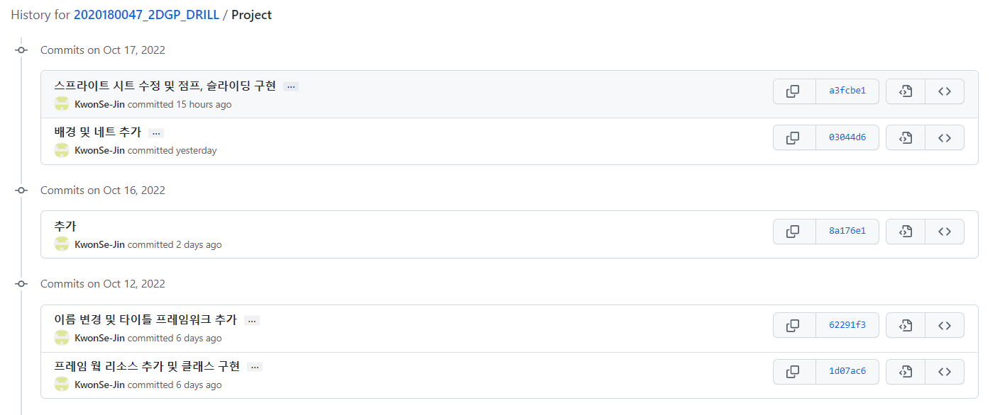 History for 2020180047_2DGP_DRILL / Project
Commits on Oct 17, 2022
스프라이트 시트 수정 및 점프, 슬라이딩 구현 …
a3fcbe1
KwonSe-Jin committed 15 hours ago
배경 및 네트 추가 …
03044d6
KwonSe-Jin committed yesterday
Commits on Oct 16, 2022
추가
8a176e1
KwonSe-Jin committed 2 days ago
Commits on Oct 12, 2022
이름 변경 및 타이틀 프레임워크 추가 …
62291f3
KwonSe-Jin committed 6 days ago
프레임 웤 리소스 추가 및 클래스 구현 …
1d07ac6
KwonSe-Jin committed 6 days ago